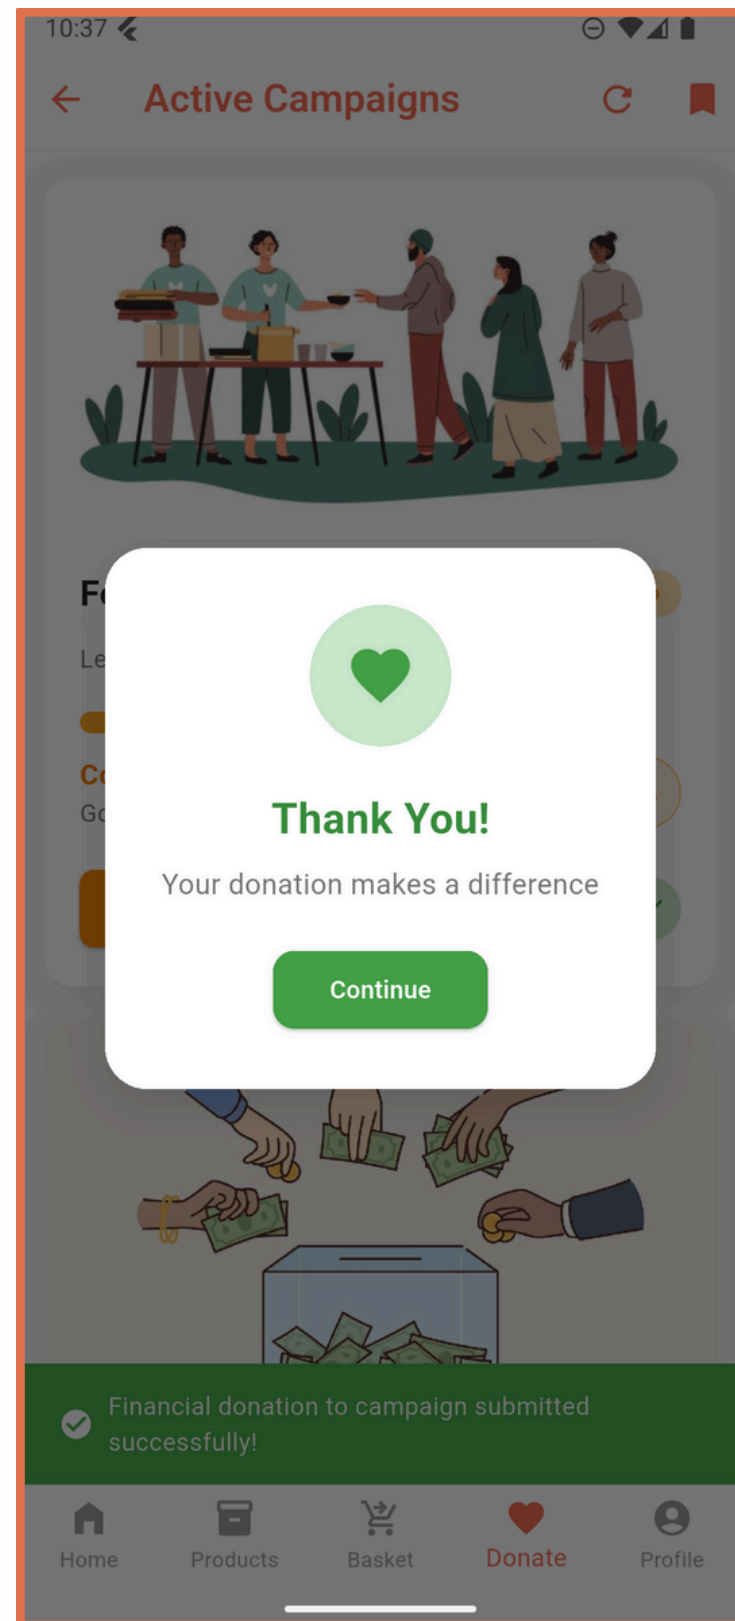 10:37
Active Campaigns
Thank You!
Your donation makes a difference
Continue
Financial donation to campaign submitted
successfully!
Home Products Basket Donate Profile